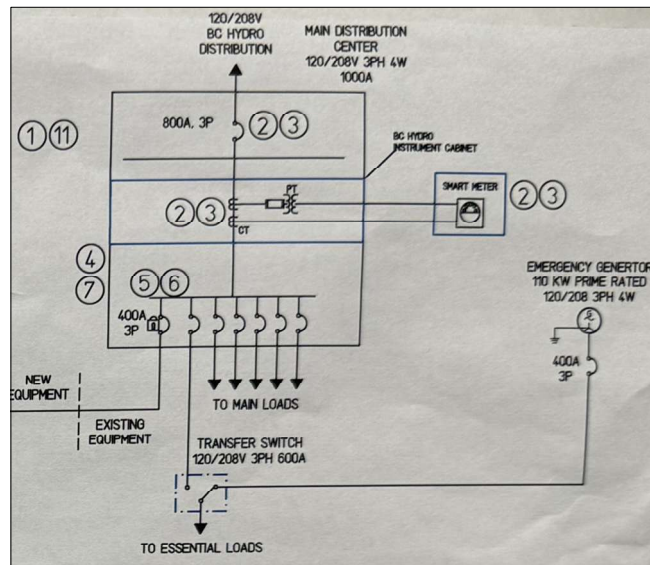 120/208V
BC HYDRO
DISTRIBUTION
MAIN DISTRIBUTION
CENTER
120/208V 3PH 4W
1000A
1 11
800A, 3P
2 3
BC HYDRO
INSTRUMENT CABINET
PT
SMART METER
2 3
2 3
CT
4
7
5 6
EMERGENCY GENERTOR
110 KW PRIME RATED
120/208 3PH 4W
400A
3P
400A
3P
NEW
EQUIPMENT
EXISTING
EQUIPMENT
TO MAIN LOADS
TRANSFER SWITCH
120/208V 3PH 600A
TO ESSENTIAL LOADS